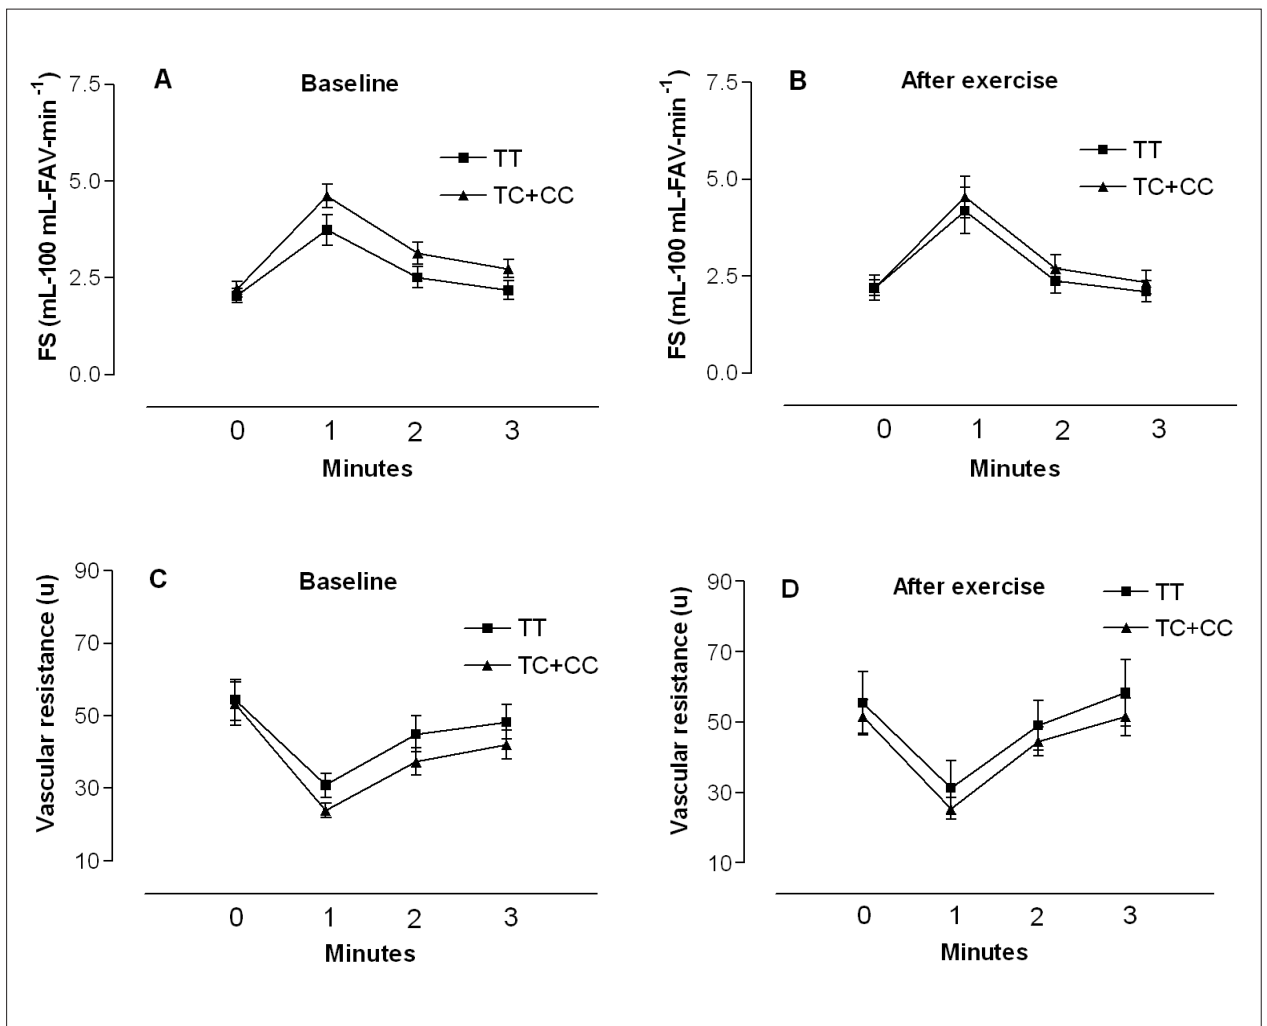 A Baseline
FS (mL-100 mL-FAV-min⁻¹)
7.5
5.0
2.5
0.0
TT
TC+CC
0 1 2 3
Minutes
B After exercise
FS (mL-100 mL-FAV-min⁻¹)
7.5
5.0
2.5
0.0
TT
TC+CC
0 1 2 3
Minutes
C Baseline
Vascular resistance (u)
90
70
50
30
10
TT
TC+CC
0 1 2 3
Minutes
D After exercise
Vascular resistance (u)
90
70
50
30
10
TT
TC+CC
0 1 2 3
Minutes